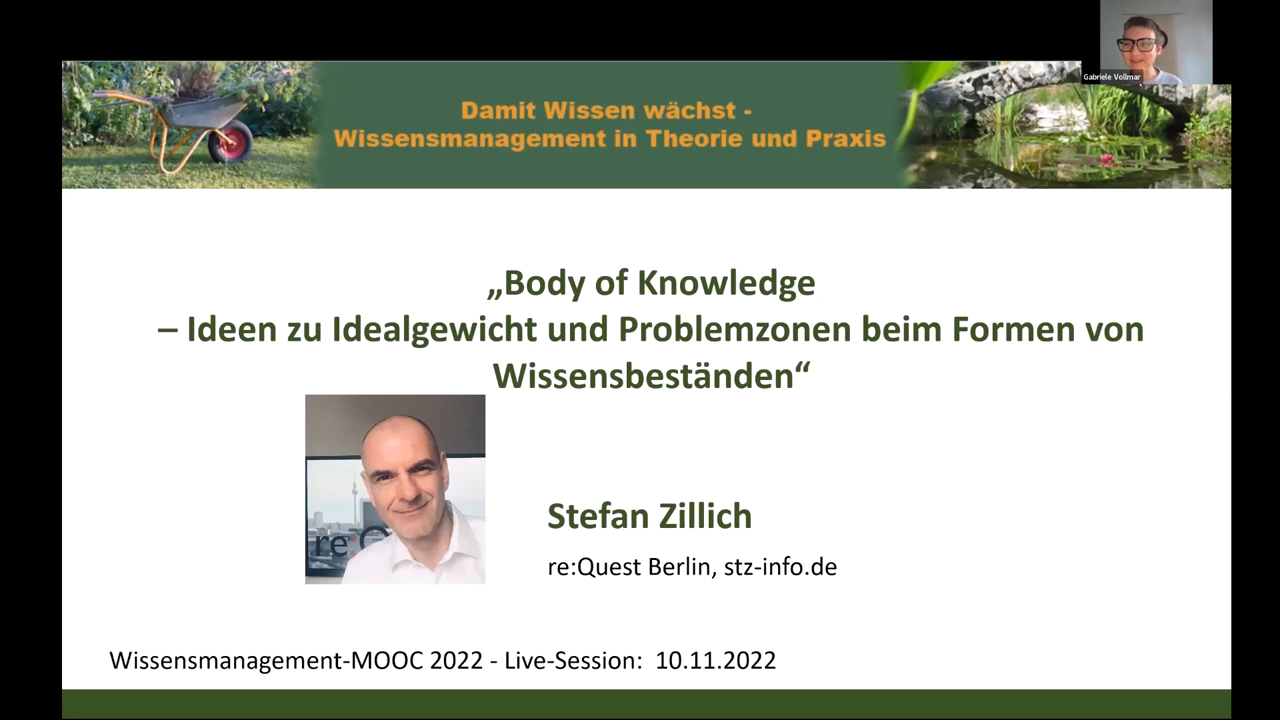 Gabriele Vollmar
Damit Wissen wächst -
Wissensmanagement in Theorie und Praxis
„Body of Knowledge
– Ideen zu Idealgewicht und Problemzonen beim Formen von
Wissensbeständen“
re:Q
Stefan Zillich
re:Quest Berlin, stz-info.de
Wissensmanagement-MOOC 2022 - Live-Session: 10.11.2022